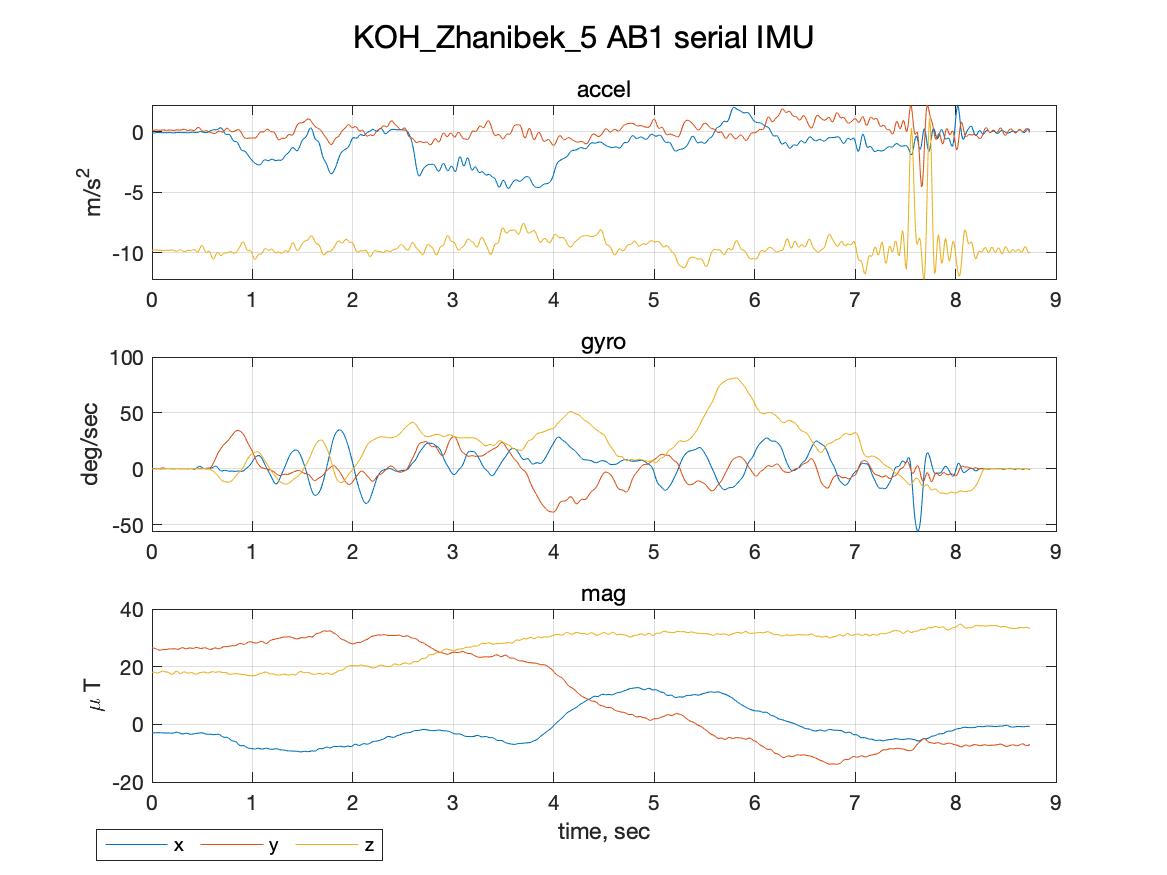 KOH_Zhanibek_5 AB1 serial IMU
accel
0
-5
-10
m/s²
0 1 2 3 4 5 6 7 8 9
gyro
100
50
0
-50
deg/sec
0 1 2 3 4 5 6 7 8 9
mag
40
20
0
-20
μ T
0 1 2 3 4 5 6 7 8 9
time, sec
x y z